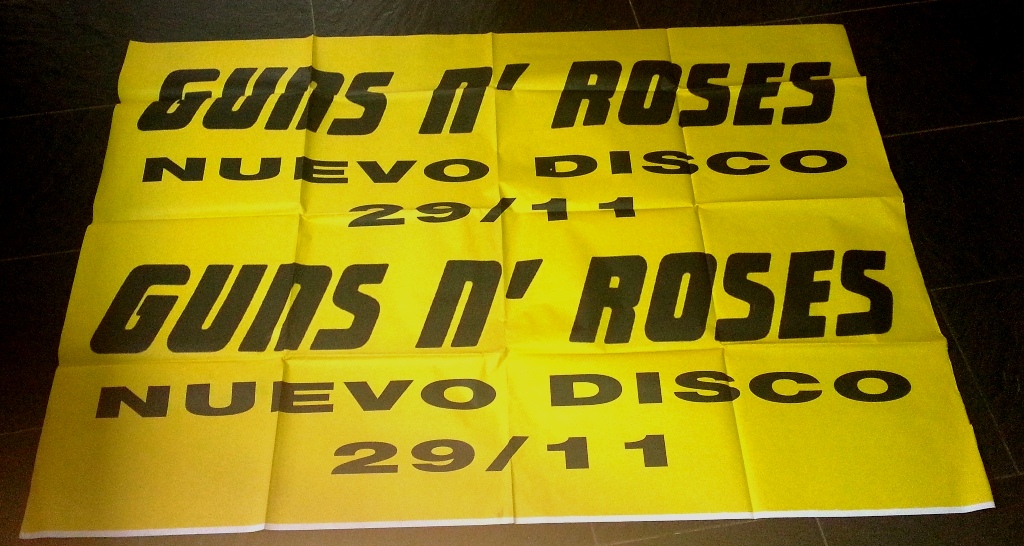 GUNS N' ROSES
NUEVO DISCO
29/11
GUNS N' ROSES
NUEVO DISCO
29/11